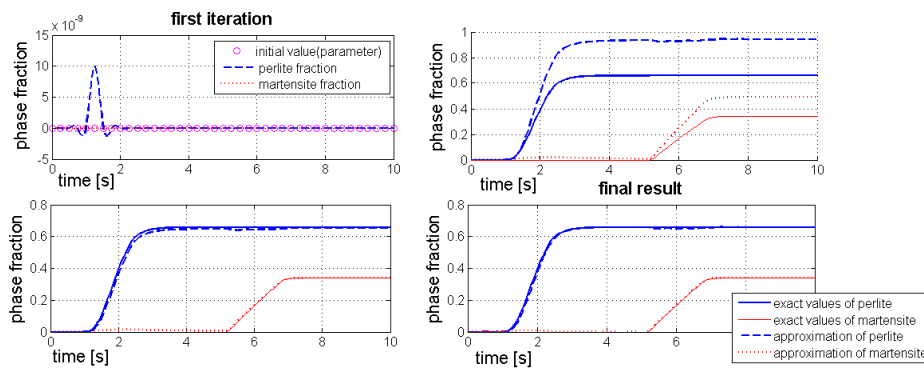 first iteration
× 10⁻⁹
15
10
5
0
-5
phase fraction
initial value(parameter)
perlite fraction
martensite fraction
0 2 4 6 8 10
time [s]
1
0.8
0.6
0.4
0.2
0
phase fraction
0 2 4 6 8 10
time [s]
0.8
0.6
0.4
0.2
0
phase fraction
0 2 4 6 8 10
time [s]
final result
0.8
0.6
0.4
0.2
0
phase fraction
0 2 4 6
time [s]
exact values of perlite
exact values of martensite
approximation of perlite
approximation of martensite